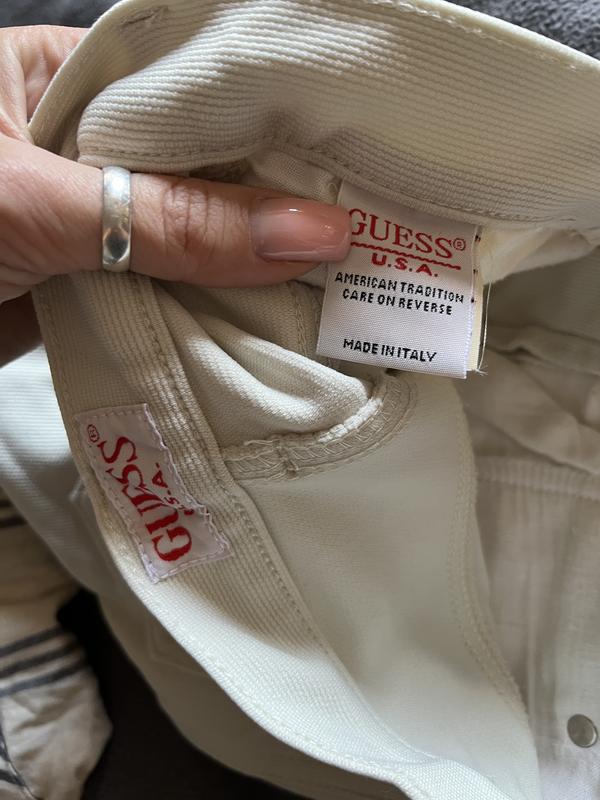 GUESS®
U.S.A.
AMERICAN TRADITION
CARE ON REVERSE
MADE IN ITALY
GUESS®
U.S.A.